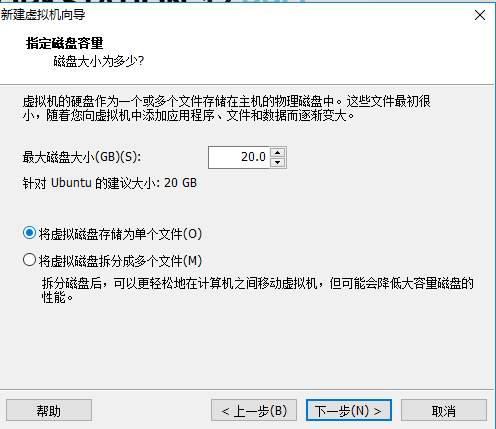 新建虚拟机向导
指定磁盘容量
磁盘大小为多少?
虚拟机的硬盘作为一个或多个文件存储在主机的物理磁盘中。这些文件最初很
小，随着您向虚拟机中添加应用程序、文件和数据而逐渐变大。
最大磁盘大小(GB)(S): 20.0
针对 Ubuntu 的建议大小: 20 GB
将虚拟磁盘存储为单个文件(O)
将虚拟磁盘拆分成多个文件(M)
拆分磁盘后，可以更轻松地在计算机之间移动虚拟机，但可能会降低大容量磁盘的
性能。
帮助 < 上一步(B) 下一步(N) > 取消